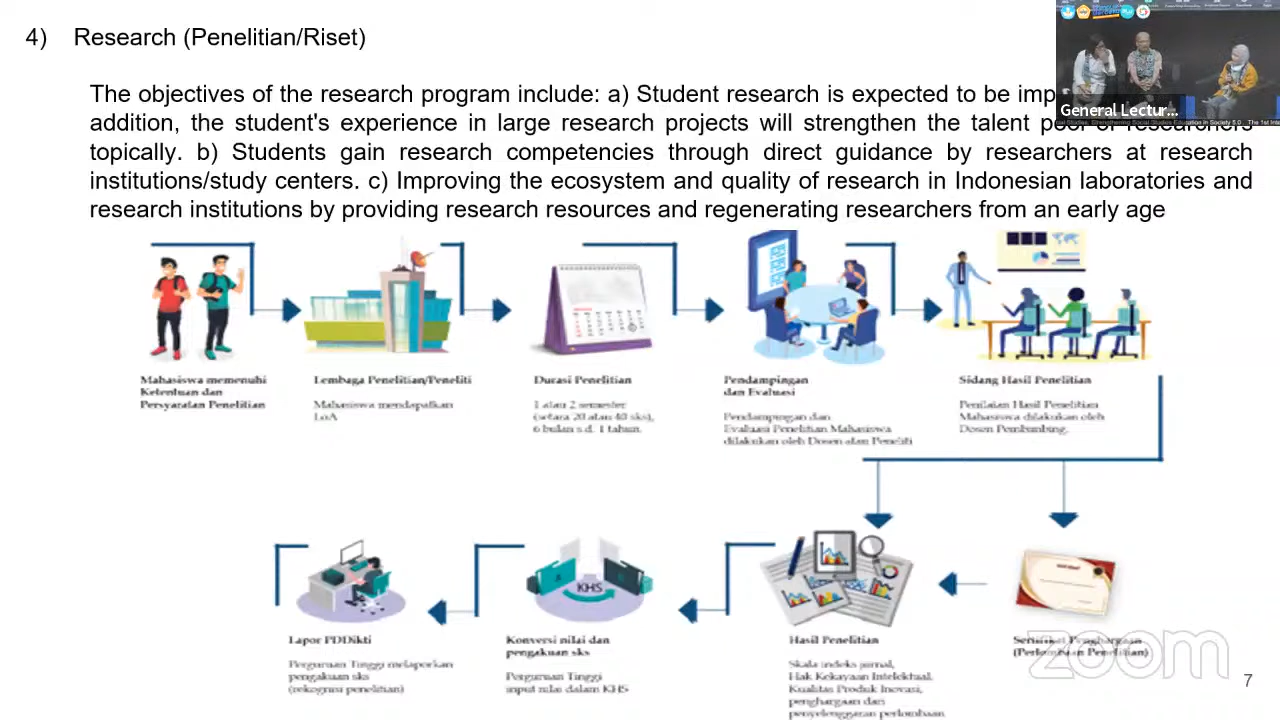 4) Research (Penelitian/Riset)
The objectives of the research program include: a) Student research is expected to be
addition, the student's experience in large research projects will strengthen the talent pool of researchers
topically. b) Students gain research competencies through direct guidance by researchers at research
institutions/study centers. c) Improving the ecosystem and quality of research in Indonesian laboratories and
research institutions by providing research resources and regenerating researchers from an early age
General Lectur...
Mahasiswa memenuhi
Ketentuan dan
Persyaratan Penelitian
Lembaga Penelitian/Peneliti
Mahasiswa mendapatkan
LoA
Durasi Penelitian
1 atau 2 semester
(setara 20 atau 40 sks),
6 bulan s.d. 1 tahun.
Pendampingan
dan Evaluasi
Pendampingan dan
Evaluasi Penelitian Mahasiswa
dilakukan oleh Dosen atau Peneliti
Sidang Hasil Penelitian
Penilaian Hasil Penelitian
Mahasiswa dilakukan oleh
Dosen Pembimbing.
Lapor PDDikti
Perguruan Tinggi melaporkan
pengakuan sks
(rekognisi penelitian)
KHS
Konversi nilai dan
pengakuan sks
Perguruan Tinggi
input nilai dalam KHS
Hasil Penelitian
Skala indeks jurnal,
Hak Kekayaan Intelektual,
Kualitas Produk Inovasi,
penghargaan dari
penyelenggaran perlombaan
Sertifikat Penghargaan
(Perlombaan Penelitian)
zoom
7